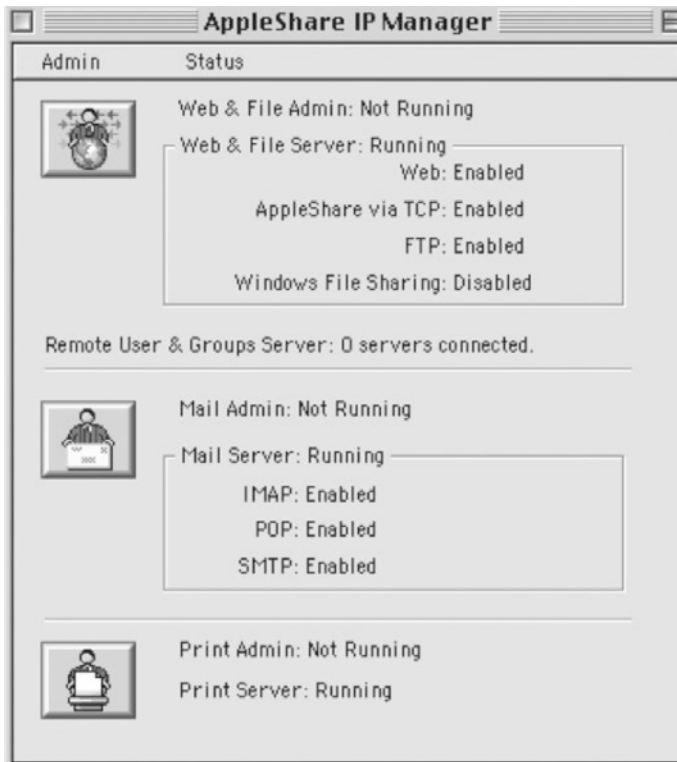 AppleShare IP Manager
Admin Status
Web & File Admin: Not Running
Web & File Server: Running
Web: Enabled
AppleShare via TCP: Enabled
FTP: Enabled
Windows File Sharing: Disabled
Remote User & Groups Server: 0 servers connected.
Mail Admin: Not Running
Mail Server: Running
IMAP: Enabled
POP: Enabled
SMTP: Enabled
Print Admin: Not Running
Print Server: Running